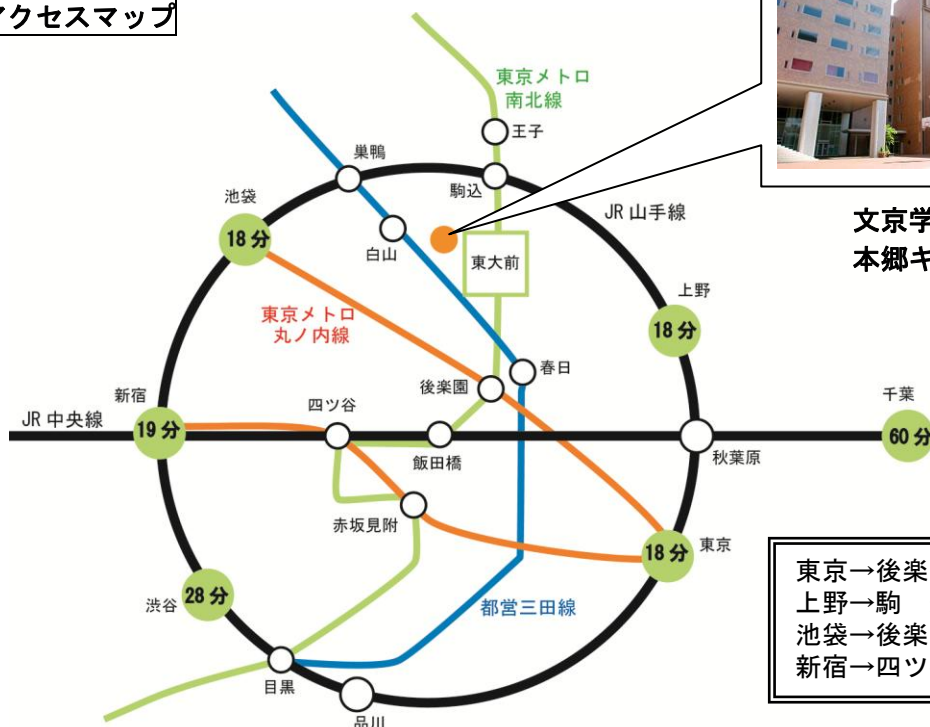 アクセスマップ
東京メトロ
南北線
王子
巣鴨
駒込
池袋
18分
JR 山手線
文京学
本郷キ
白山
東大前
上野
18分
東京メトロ
丸ノ内線
春日
後楽園
新宿
四ツ谷
千葉
JR 中央線
19分
60分
飯田橋
秋葉原
赤坂見附
18分
東京
東京→後楽
上野→駒
池袋→後楽
新宿→四ツ
渋谷
28分
都営三田線
目黒
品川